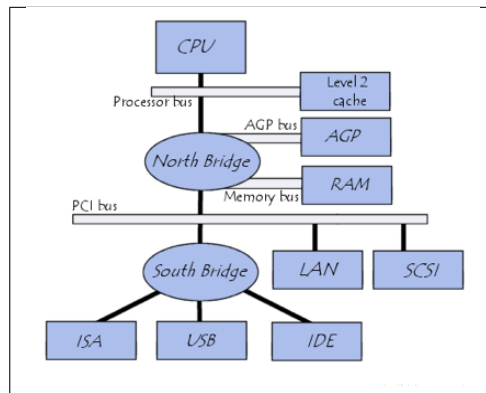 CPU
Level 2
cache
Processor bus
AGP bus
AGP
North Bridge
RAM
Memory bus
PCI bus
South Bridge
LAN
SCSI
ISA
USB
IDE